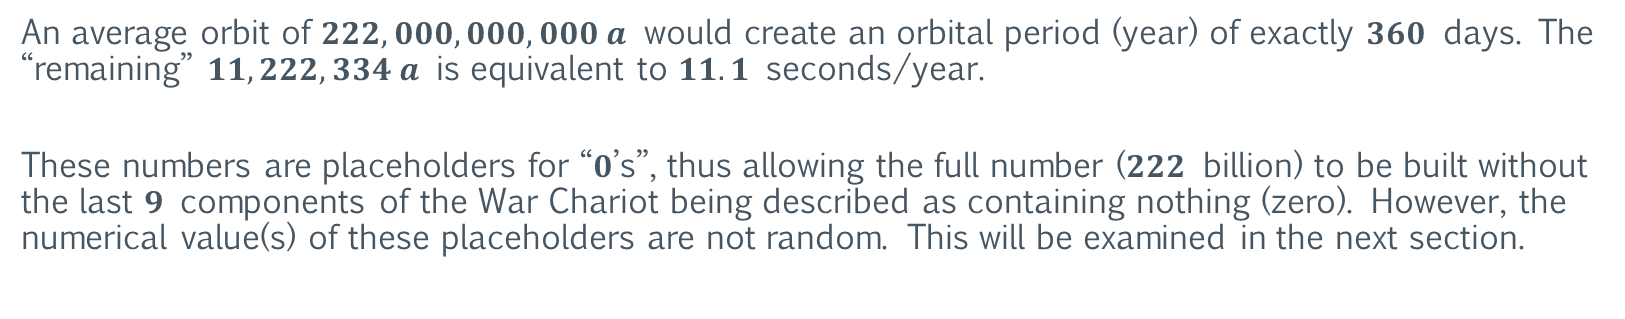 An average orbit of 222,000,000,000 a would create an orbital period (year) of exactly 360 days. The
“remaining” 11,222,334 a is equivalent to 11.1 seconds/year.
These numbers are placeholders for “0’s”, thus allowing the full number (222 billion) to be built without
the last 9 components of the War Chariot being described as containing nothing (zero). However, the
numerical value(s) of these placeholders are not random. This will be examined in the next section.